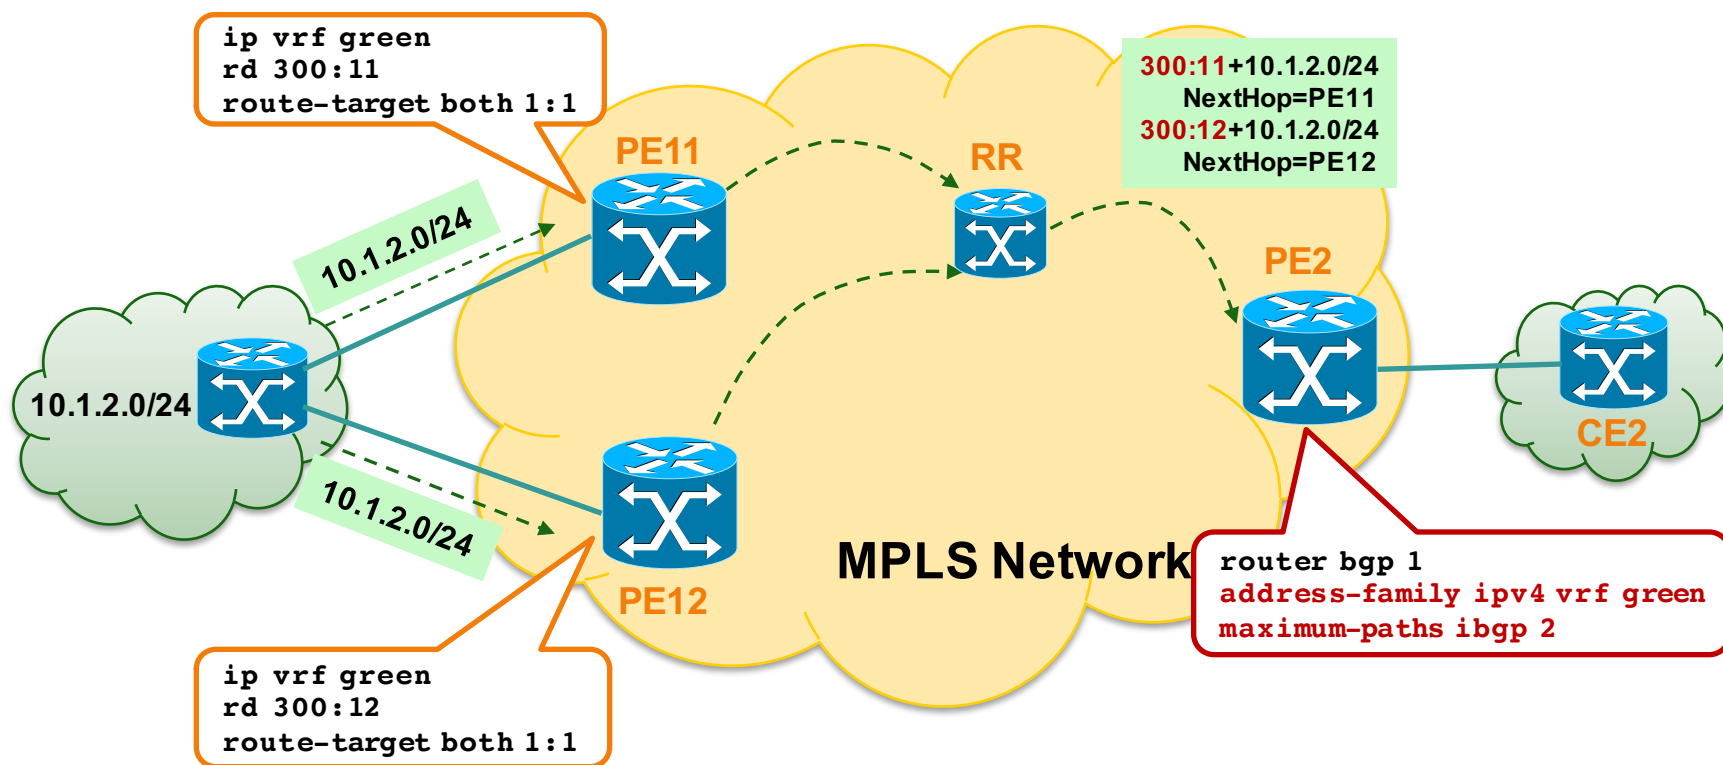 ip vrf green
rd 300:11
route-target both 1:1
300:11+10.1.2.0/24
NextHop=PE11
300:12+10.1.2.0/24
NextHop=PE12
PE11
RR
10.1.2.0/24
PE2
10.1.2.0/24
CE2
10.1.2.0/24
MPLS Network
PE12
router bgp 1
address-family ipv4 vrf green
maximum-paths ibgp 2
ip vrf green
rd 300:12
route-target both 1:1